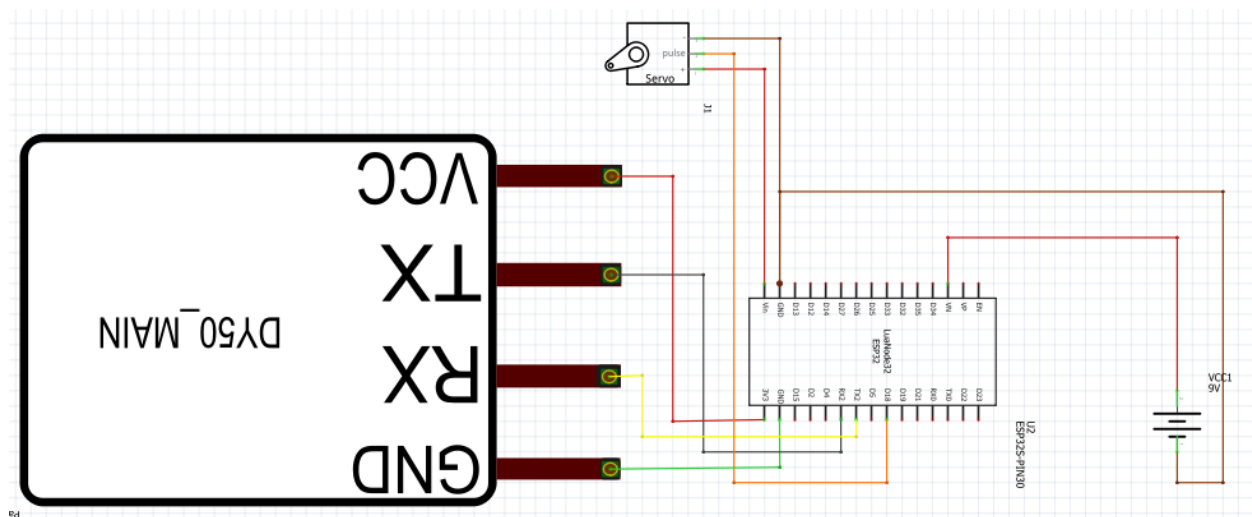 pulse
Servo
J1
VCC
TX
RX
GND
DY50_MAIN
Vin
GND
D13
D12
D14
D27
D26
D25
D33
D32
D35
D34
VN
VP
EN
LuaNode32
ESP32
3V3
GND
D15
D2
D4
RX2
TX2
D5
D18
D19
D21
RX0
TX0
D22
D23
U2
ESP32S-PIN30
VCC1
9V